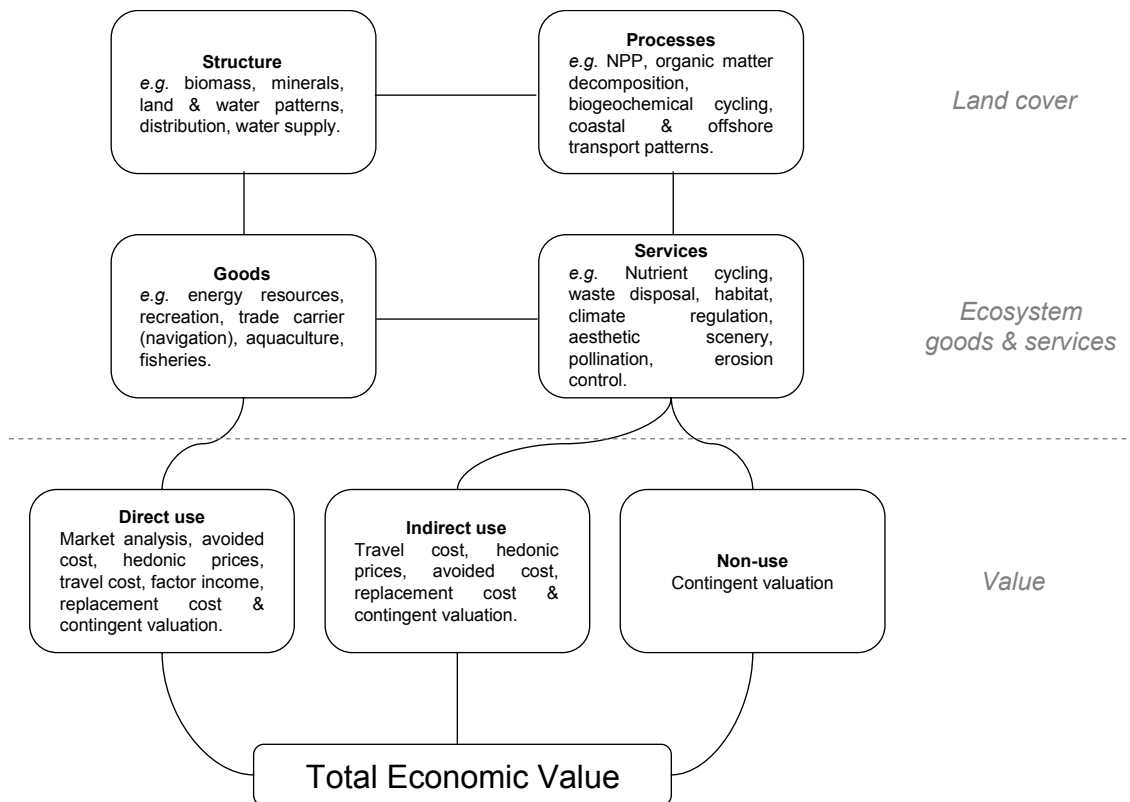 Structure
e.g. biomass, minerals,
land & water patterns,
distribution, water supply.
Processes
e.g. NPP, organic matter
decomposition,
biogeochemical cycling,
coastal & offshore
transport patterns.
Land cover
Goods
e.g. energy resources,
recreation, trade carrier
(navigation), aquaculture,
fisheries.
Services
e.g. Nutrient cycling,
waste disposal, habitat,
climate regulation,
aesthetic scenery,
pollination, erosion
control.
Ecosystem
goods & services
Direct use
Market analysis, avoided
cost, hedonic prices,
travel cost, factor income,
replacement cost &
contingent valuation.
Indirect use
Travel cost, hedonic
prices, avoided cost,
replacement cost &
contingent valuation.
Non-use
Contingent valuation
Value
Total Economic Value